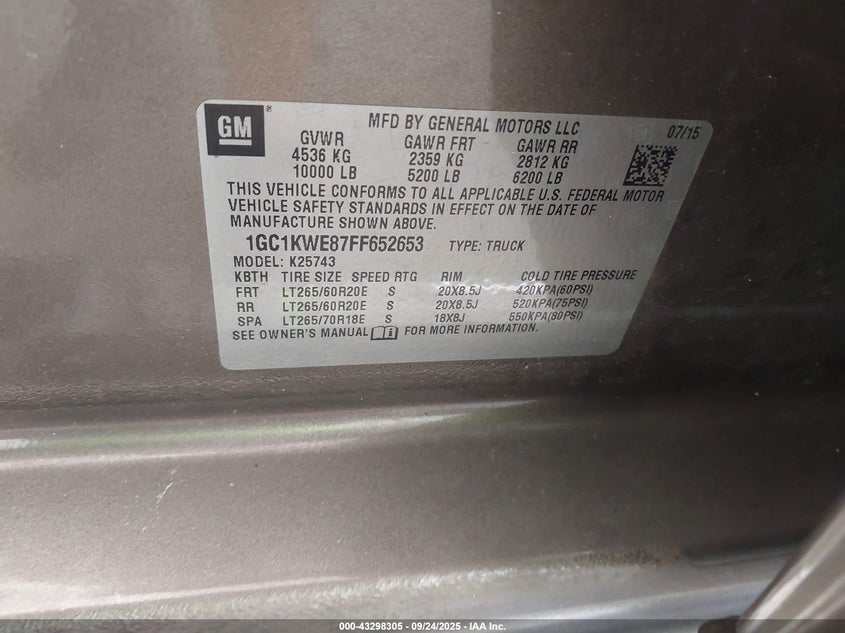 GM
MFD BY GENERAL MOTORS LLC 07/15
GVWR GAWR FRT GAWR RR
4536 KG 2359 KG 2812 KG
10000 LB 5200 LB 6200 LB
THIS VEHICLE CONFORMS TO ALL APPLICABLE U.S. FEDERAL MOTOR
VEHICLE SAFETY STANDARDS IN EFFECT ON THE DATE OF
MANUFACTURE SHOWN ABOVE.
1GC1KWE87FF652653 TYPE: TRUCK
MODEL: K25743
KBTH TIRE SIZE SPEED RTG RIM COLD TIRE PRESSURE
FRT LT265/60R20E S 20X8.5J 420KPA(60PSI)
RR LT265/60R20E S 20X8.5J 520KPA(75PSI)
SPA LT265/70R18E S 18X8J 550KPA(80PSI)
SEE OWNER'S MANUAL FOR MORE INFORMATION.
000-43298305 - 09/24/2025 - IAA Inc.